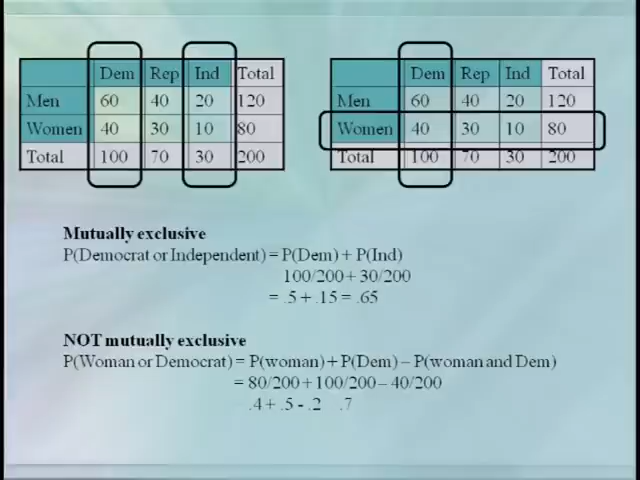 Dem Rep Ind Total
Men 60 40 20 120
Women 40 30 10 80
Total 100 70 30 200
Dem Rep Ind Total
Men 60 40 20 120
Women 40 30 10 80
Total 100 70 30 200
Mutually exclusive
P(Democrat or Independent) = P(Dem) + P(Ind)
100/200 + 30/200
= .5 + .15 = .65
NOT mutually exclusive
P(Woman or Democrat) = P(woman) + P(Dem) – P(woman and Dem)
= 80/200 + 100/200 – 40/200
.4 + .5 - .2 .7